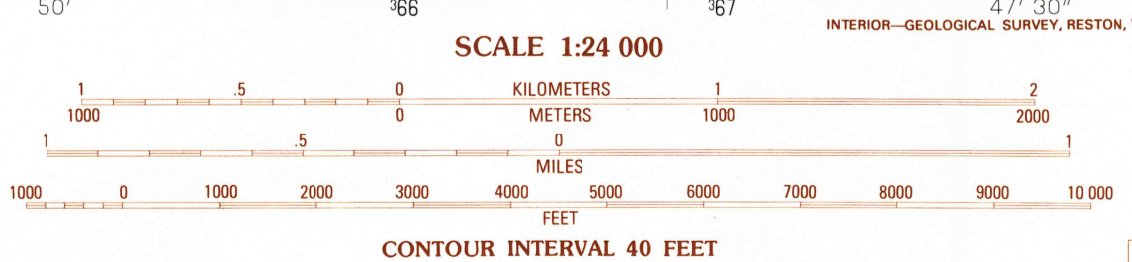 50' ³66 ³67 47' 30"
INTERIOR—GEOLOGICAL SURVEY, RESTON,
SCALE 1:24 000
1 .5 0 KILOMETERS 1 2
1000 0 METERS 1000 2000
1 .5 0 1
MILES
1000 0 1000 2000 3000 4000 5000 6000 7000 8000 9000 10 000
FEET
CONTOUR INTERVAL 40 FEET